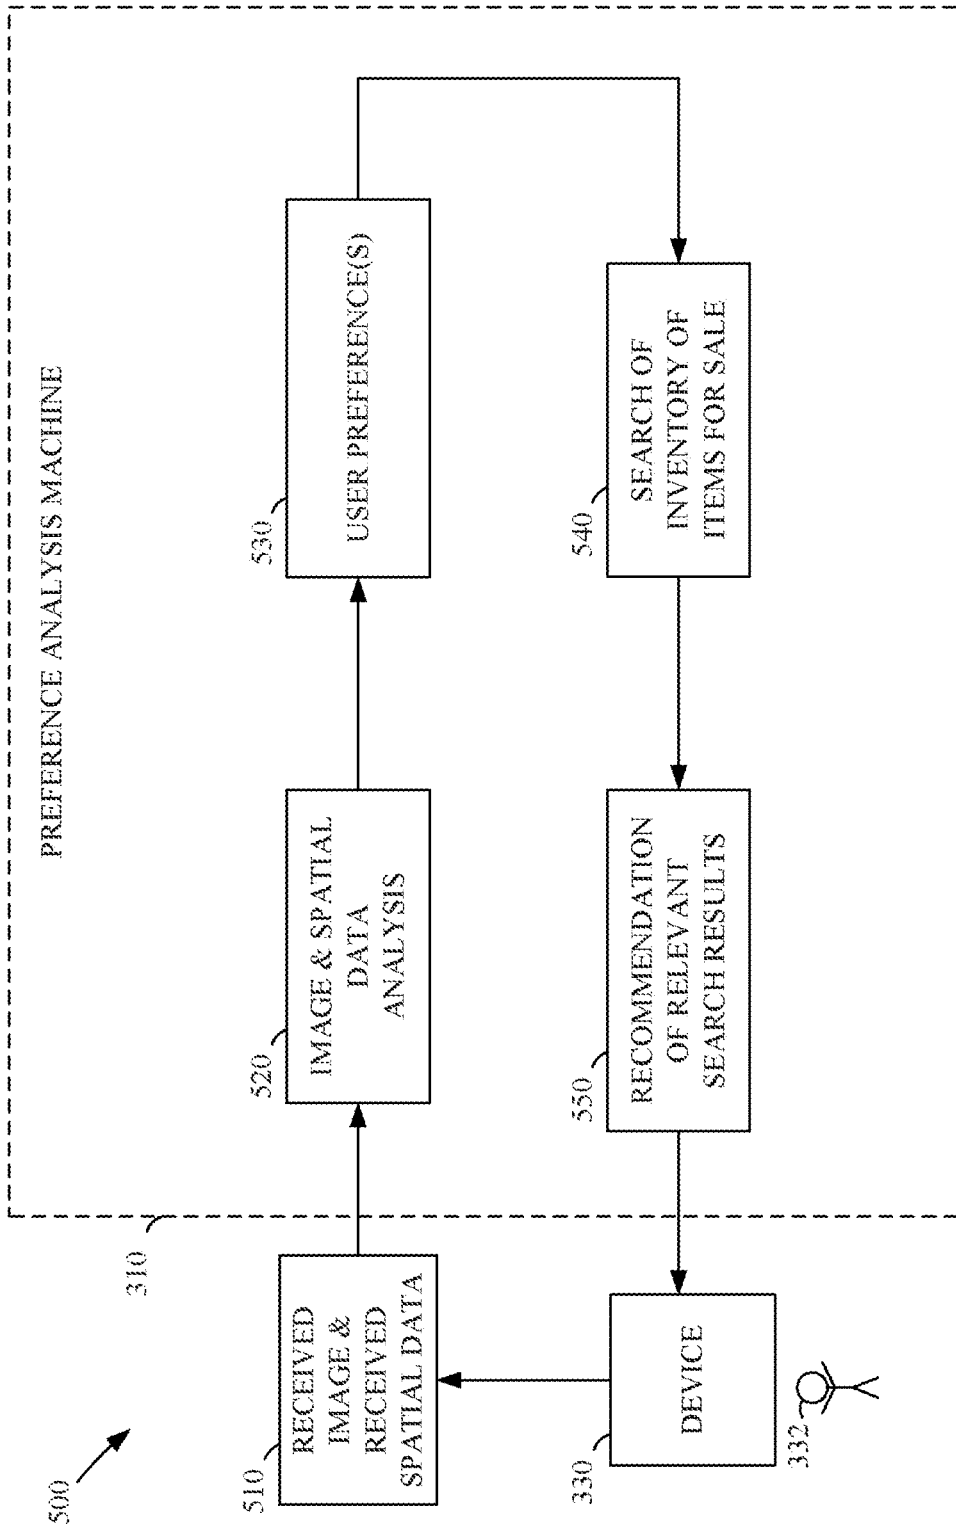 500
PREFERENCE ANALYSIS MACHINE
310
510
RECEIVED
IMAGE &
RECEIVED
SPATIAL DATA
520
IMAGE & SPATIAL
DATA
ANALYSIS
530
USER PREFERENCE(S)
330
DEVICE
332
550
RECOMMENDATION
OF RELEVANT
SEARCH RESULTS
540
SEARCH OF
INVENTORY OF
ITEMS FOR SALE